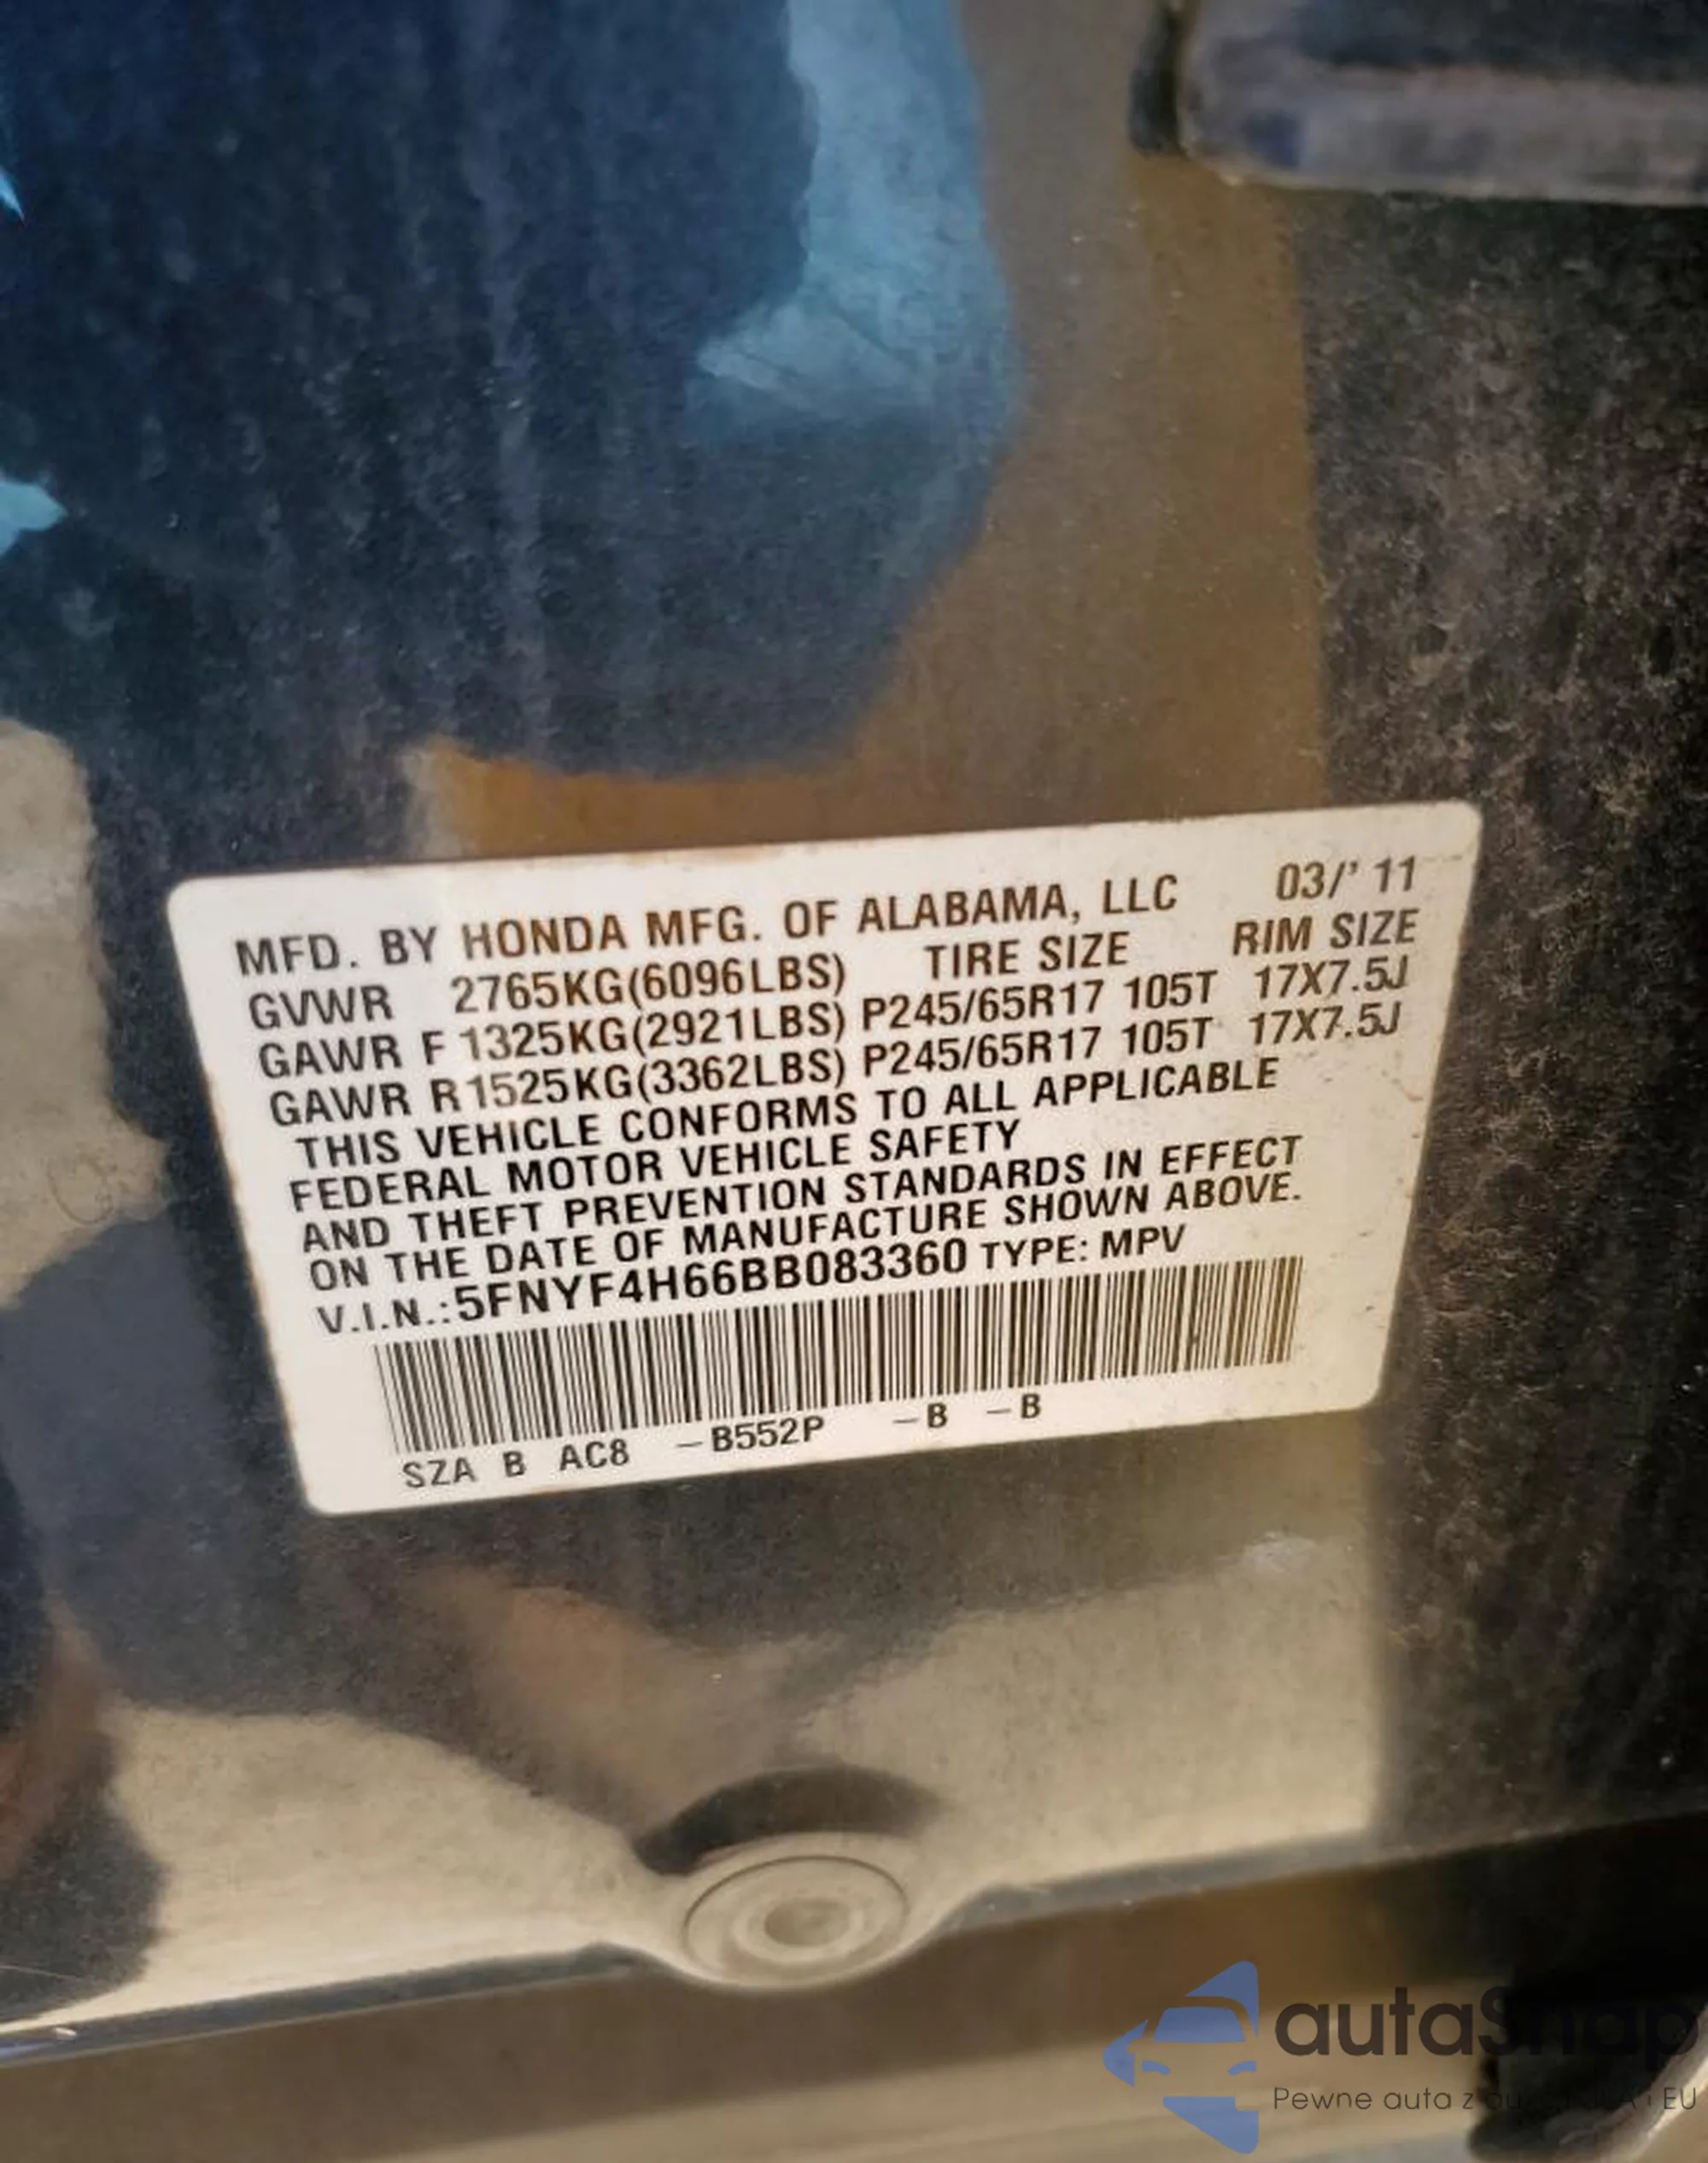 MFD. BY HONDA MFG. OF ALABAMA, LLC 03/' 11
GVWR 2765KG(6096LBS) TIRE SIZE RIM SIZE
GAWR F 1325KG(2921LBS) P245/65R17 105T 17X7.5J
GAWR R 1525KG(3362LBS) P245/65R17 105T 17X7.5J
THIS VEHICLE CONFORMS TO ALL APPLICABLE
FEDERAL MOTOR VEHICLE SAFETY
AND THEFT PREVENTION STANDARDS IN EFFECT
ON THE DATE OF MANUFACTURE SHOWN ABOVE.
V.I.N.:5FNYF4H66BB083360 TYPE: MPV
SZA B AC8 -B552P -B -B
autaSnap
Pewne auta z i EU